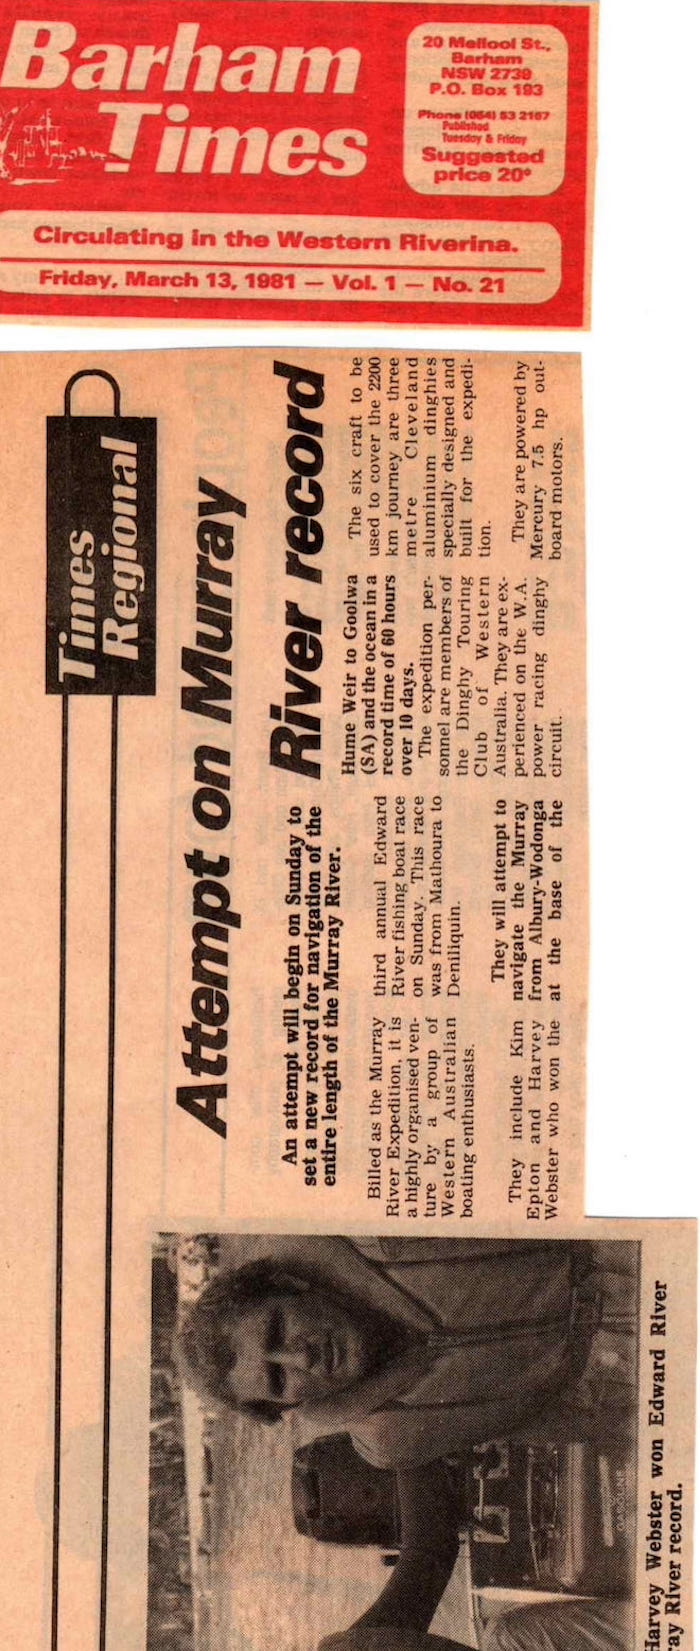 Barham
Times
20 Mellool St.,
Barham
NSW 2739
P.O. Box 193
Phone (054) 53 2167
Published
Tuesday & Friday
Suggested
price 20c
Circulating in the Western Riverina.
Friday, March 13, 1981 — Vol. 1 — No. 21
Times
Regional
Attempt on Murray
River record
An attempt will begin on Sunday to
set a new record for navigation of the
entire length of the Murray River.
Billed as the Murray
River Expedition, it is
a highly organised ven-
ture by a group of
Western Australian
boating enthusiasts.
They include Kim
Epton and Harvey
Webster who won the
third annual Edward
River fishing boat race
on Sunday. This race
was from Mathoura to
Deniliquin.
They will attempt to
navigate the Murray
from Albury-Wodonga
at the base of the
Hume Weir to Goolwa
(SA) and the ocean in a
record time of 60 hours
over 10 days.
The expedition per-
sonnel are members of
the Dinghy Touring
Club of Western
Australia. They are ex-
perienced on the W.A.
power racing dinghy
circuit.
The six craft to be
used to cover the 2200
km journey are three
metre Cleveland
aluminium dinghies
specially designed and
built for the expedi-
tion.
They are powered by
Mercury 7.5 hp out-
board motors.
GASOLINE
Harvey Webster won Edward River
River record.